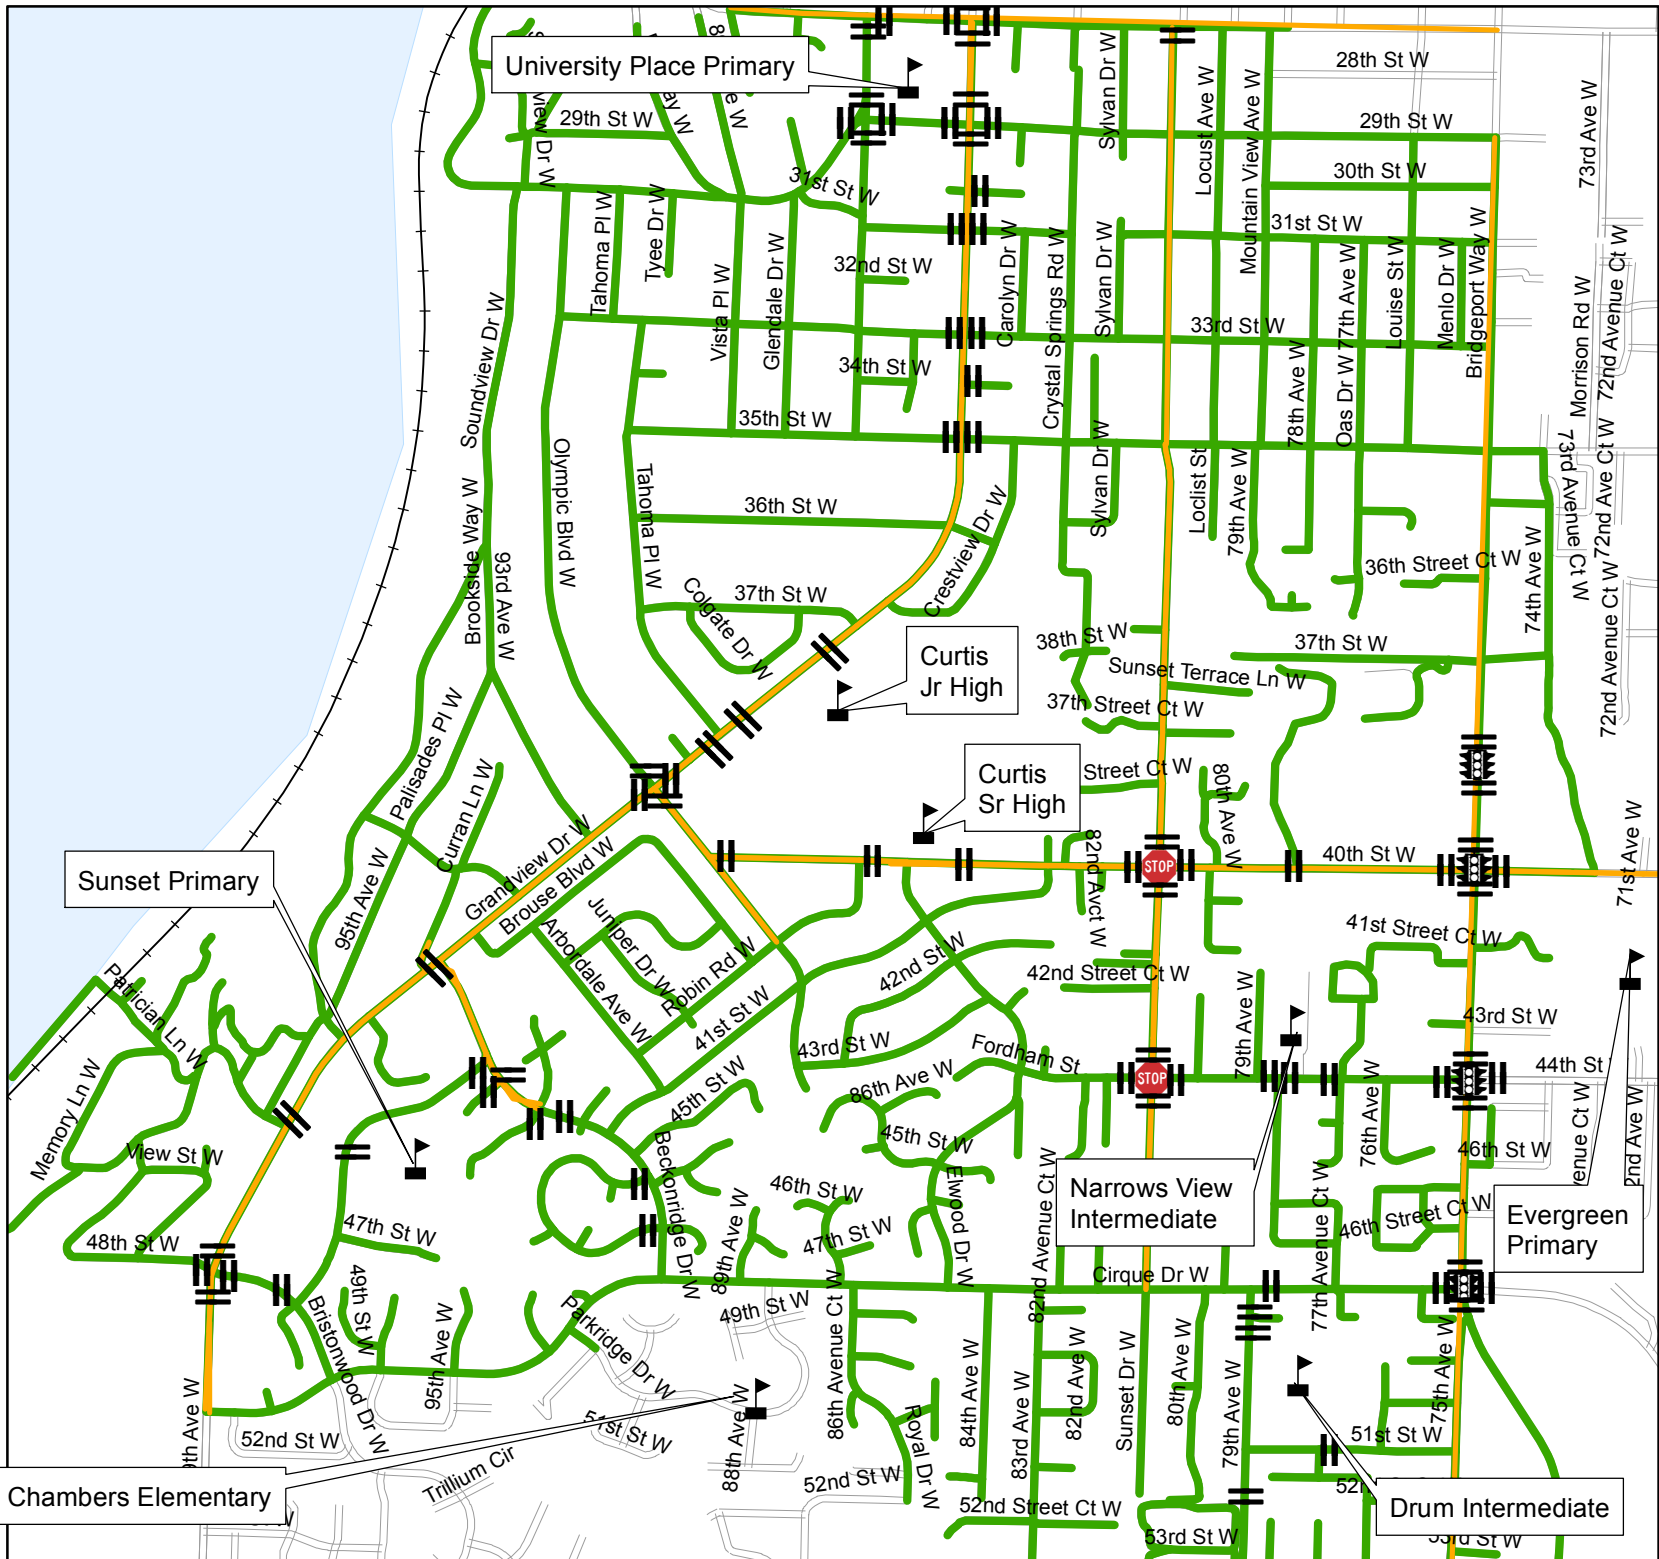 University Place Primary
28th St W
29th St W
29th St W
30th St W
31st St W
31st St W
32nd St W
33rd St W
34th St W
35th St W
36th St W
36th Street Ct W
37th St W
37th St W
38th St W
Sunset Terrace Ln W
37th Street Ct W
Street Ct W
Sylvan Dr W
Locust Ave W
Mountain View Ave W
73rd Ave W
Tahoma Pl W
Tyee Dr W
Vista Pl W
Glendale Dr W
Carolyn Dr W
Crystal Springs Rd W
Sylvan Dr W
77th Ave W
Louise St W
Menlo Dr W
Bridgeport Way W
Morrison Rd W
72nd Avenue Ct W
Soundview Dr W
78th Ave W
Oas Dr W
Brookside Way W
93rd Ave W
Olympic Blvd W
Tahoma Pl W
Crestview Dr W
Sylvan Dr W
Loclist St
79th Ave W
74th Ave W
73rd Avenue Ct W
72nd Ave Ct W
72nd Avenue Ct W
Colgate Dr W
Curtis
Jr High
Curtis
Sr High
Palisades Pl W
Curran Ln W
95th Ave W
Grandview Dr W
Brouse Blvd W
80th Ave W
82nd Avct W
40th St W
STOP
71st Ave W
Sunset Primary
Arbordale Ave W
Juniper Dr W
Robin Rd W
41st St W
42nd St W
43rd St W
41st Street Ct W
42nd Street Ct W
43rd St W
44th St
Patrician Ln W
Memory Ln W
View St W
45th St W
86th Ave W
Fordham St
STOP
79th Ave W
76th Ave W
45th St W
46th St W
46th St W
47th St W
47th St W
48th St W
46th Street Ct W
Beckonridge Dr W
89th Ave W
Elwood Dr W
82nd Avenue Ct W
Narrows View
Intermediate
77th Avenue Ct W
Evergreen
Primary
Cirque Dr W
49th St W
49th St W
Bristonwood Dr W
95th Ave W
Parkridge Dr W
86th Avenue Ct W
84th Ave W
83rd Ave W
82nd Ave W
Sunset Dr W
80th Ave W
79th Ave W
75th Ave W
51st St W
51st St W
52nd St W
52nd St W
Trillium Cir
88th Ave W
Royal Dr W
52nd Street Ct W
53rd St W
Chambers Elementary
Drum Intermediate